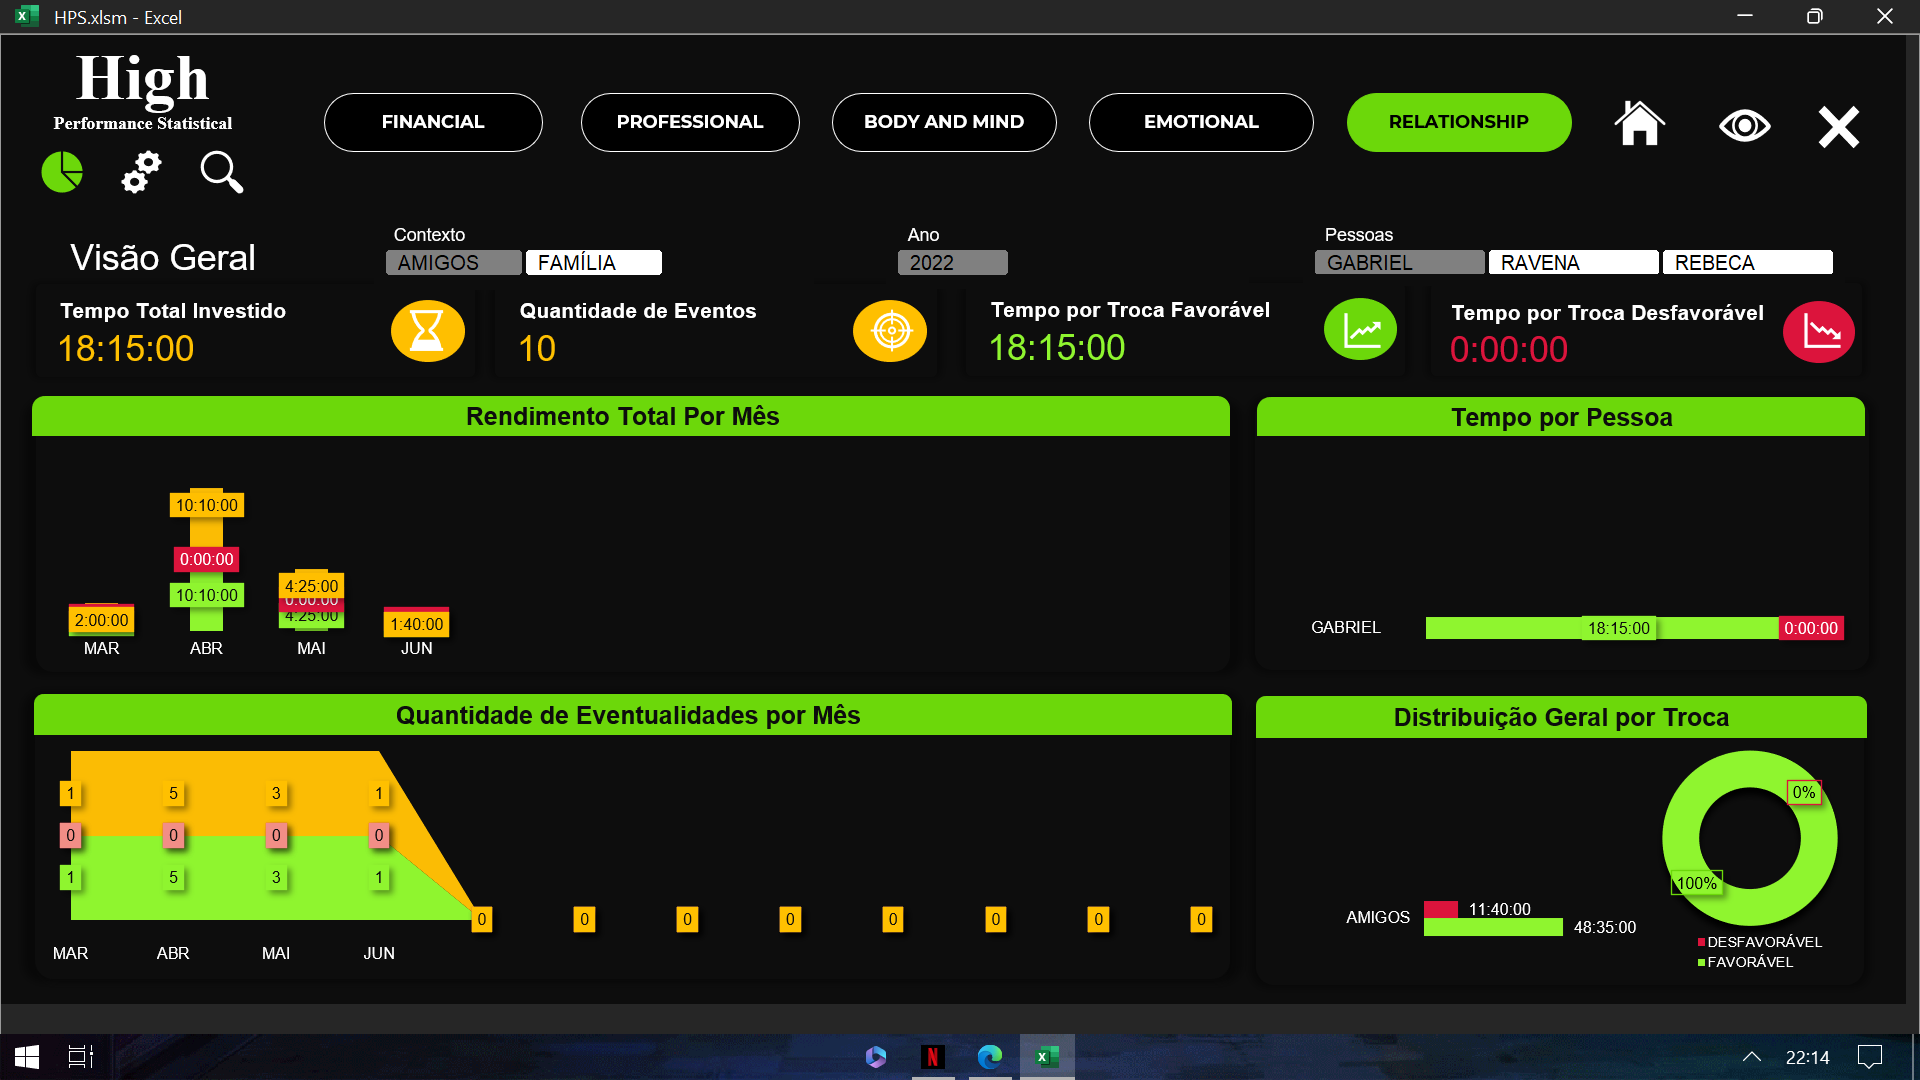 HPS.xlsm - Excel
High
Performance Statistical
FINANCIAL
PROFESSIONAL
BODY AND MIND
EMOTIONAL
RELATIONSHIP
Visão Geral
Contexto
AMIGOS
FAMÍLIA
Ano
2022
Pessoas
GABRIEL
RAVENA
REBECA
Tempo Total Investido
18:15:00
Quantidade de Eventos
10
Tempo por Troca Favorável
18:15:00
Tempo por Troca Desfavorável
0:00:00
Rendimento Total Por Mês
10:10:00
0:00:00
10:10:00
4:25:00
0:00:00
4:25:00
2:00:00
1:40:00
MAR
ABR
MAI
JUN
Tempo por Pessoa
GABRIEL
18:15:00
0:00:00
Quantidade de Eventualidades por Mês
1
5
3
1
0
0
0
0
1
5
3
1
0
0
0
0
0
0
0
0
MAR
ABR
MAI
JUN
Distribuição Geral por Troca
0%
100%
AMIGOS
11:40:00
48:35:00
DESFAVORÁVEL
FAVORÁVEL
N
22:14